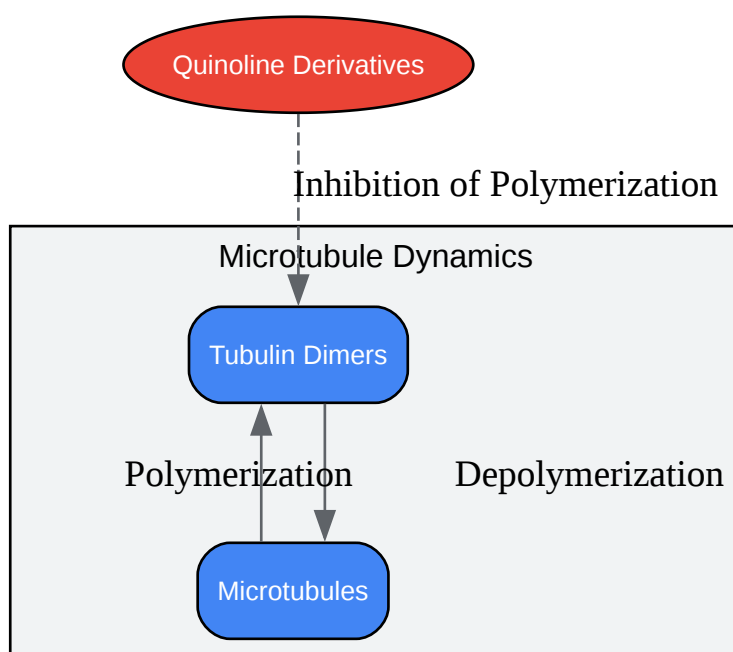 Quinoline Derivatives
Inhibition of Polymerization
Microtubule Dynamics
Tubulin Dimers
Polymerization
Depolymerization
Microtubules